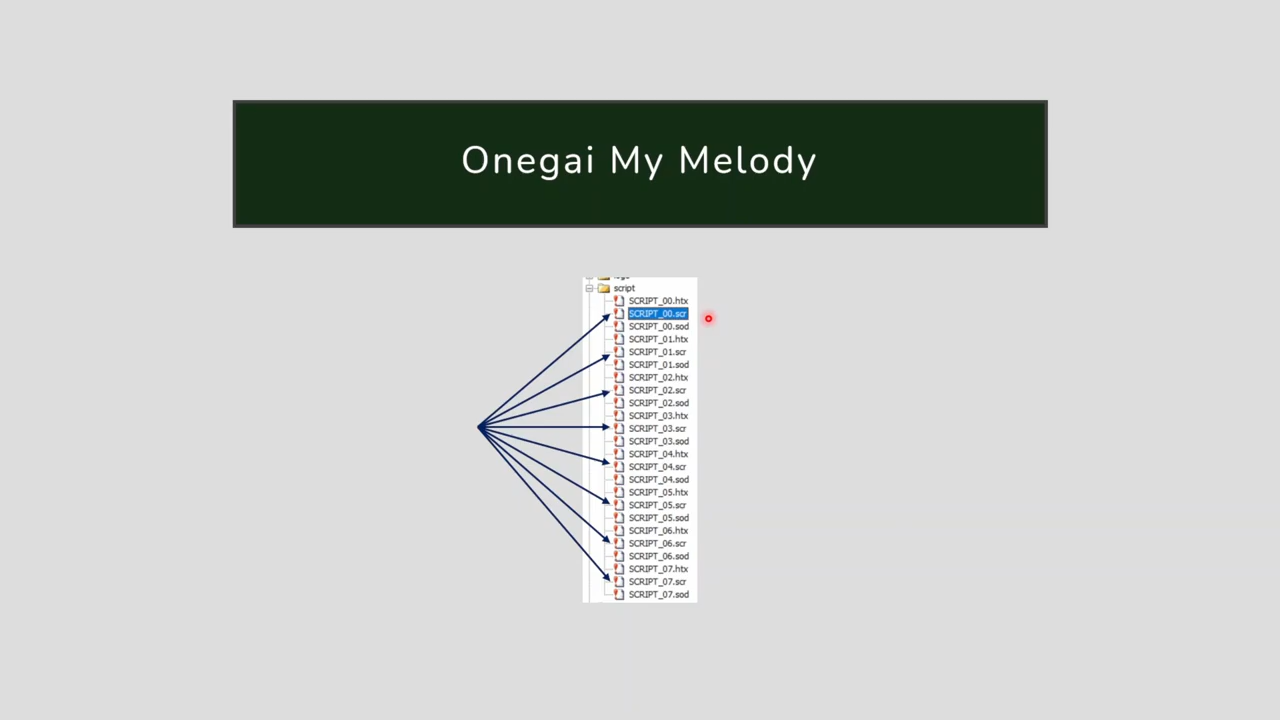 Onegai My Melody
script
SCRIPT_00.htx
SCRIPT_00.scr
SCRIPT_00.sod
SCRIPT_01.htx
SCRIPT_01.scr
SCRIPT_01.sod
SCRIPT_02.htx
SCRIPT_02.scr
SCRIPT_02.sod
SCRIPT_03.htx
SCRIPT_03.scr
SCRIPT_03.sod
SCRIPT_04.htx
SCRIPT_04.scr
SCRIPT_04.sod
SCRIPT_05.htx
SCRIPT_05.scr
SCRIPT_05.sod
SCRIPT_06.htx
SCRIPT_06.scr
SCRIPT_06.sod
SCRIPT_07.htx
SCRIPT_07.scr
SCRIPT_07.sod